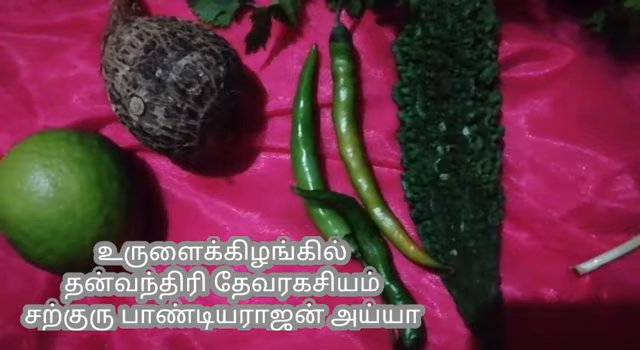 உருளைக்கிழங்கில்
தன்வந்திரி தேவரகசியம்
சற்குரு பாண்டியராஜன் அய்யா